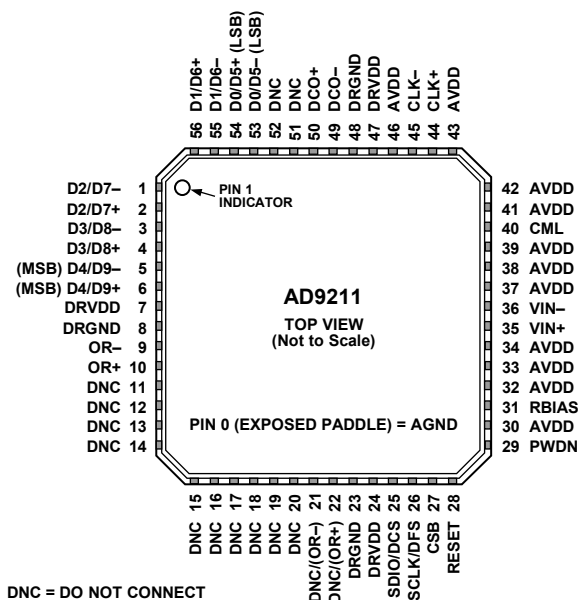 56 D1/D6+
55 D1/D6–
54 D0/D5+ (LSB)
53 D0/D5– (LSB)
52 DNC
51 DNC
50 DCO+
49 DCO–
48 DRGND
47 DRVDD
46 AVDD
45 CLK–
44 CLK+
43 AVDD
D2/D7– 1
D2/D7+ 2
D3/D8– 3
D3/D8+ 4
(MSB) D4/D9– 5
(MSB) D4/D9+ 6
DRVDD 7
DRGND 8
OR– 9
OR+ 10
DNC 11
DNC 12
DNC 13
DNC 14
PIN 1
INDICATOR
AD9211
TOP VIEW
(Not to Scale)
PIN 0 (EXPOSED PADDLE) = AGND
42 AVDD
41 AVDD
40 CML
39 AVDD
38 AVDD
37 AVDD
36 VIN–
35 VIN+
34 AVDD
33 AVDD
32 AVDD
31 RBIAS
30 AVDD
29 PWDN
DNC 15
DNC 16
DNC 17
DNC 18
DNC 19
DNC 20
DNC/(OR–) 21
DNC/(OR+) 22
DRGND 23
DRVDD 24
SDIO/DCS 25
SCLK/DFS 26
CSB 27
RESET 28
DNC = DO NOT CONNECT